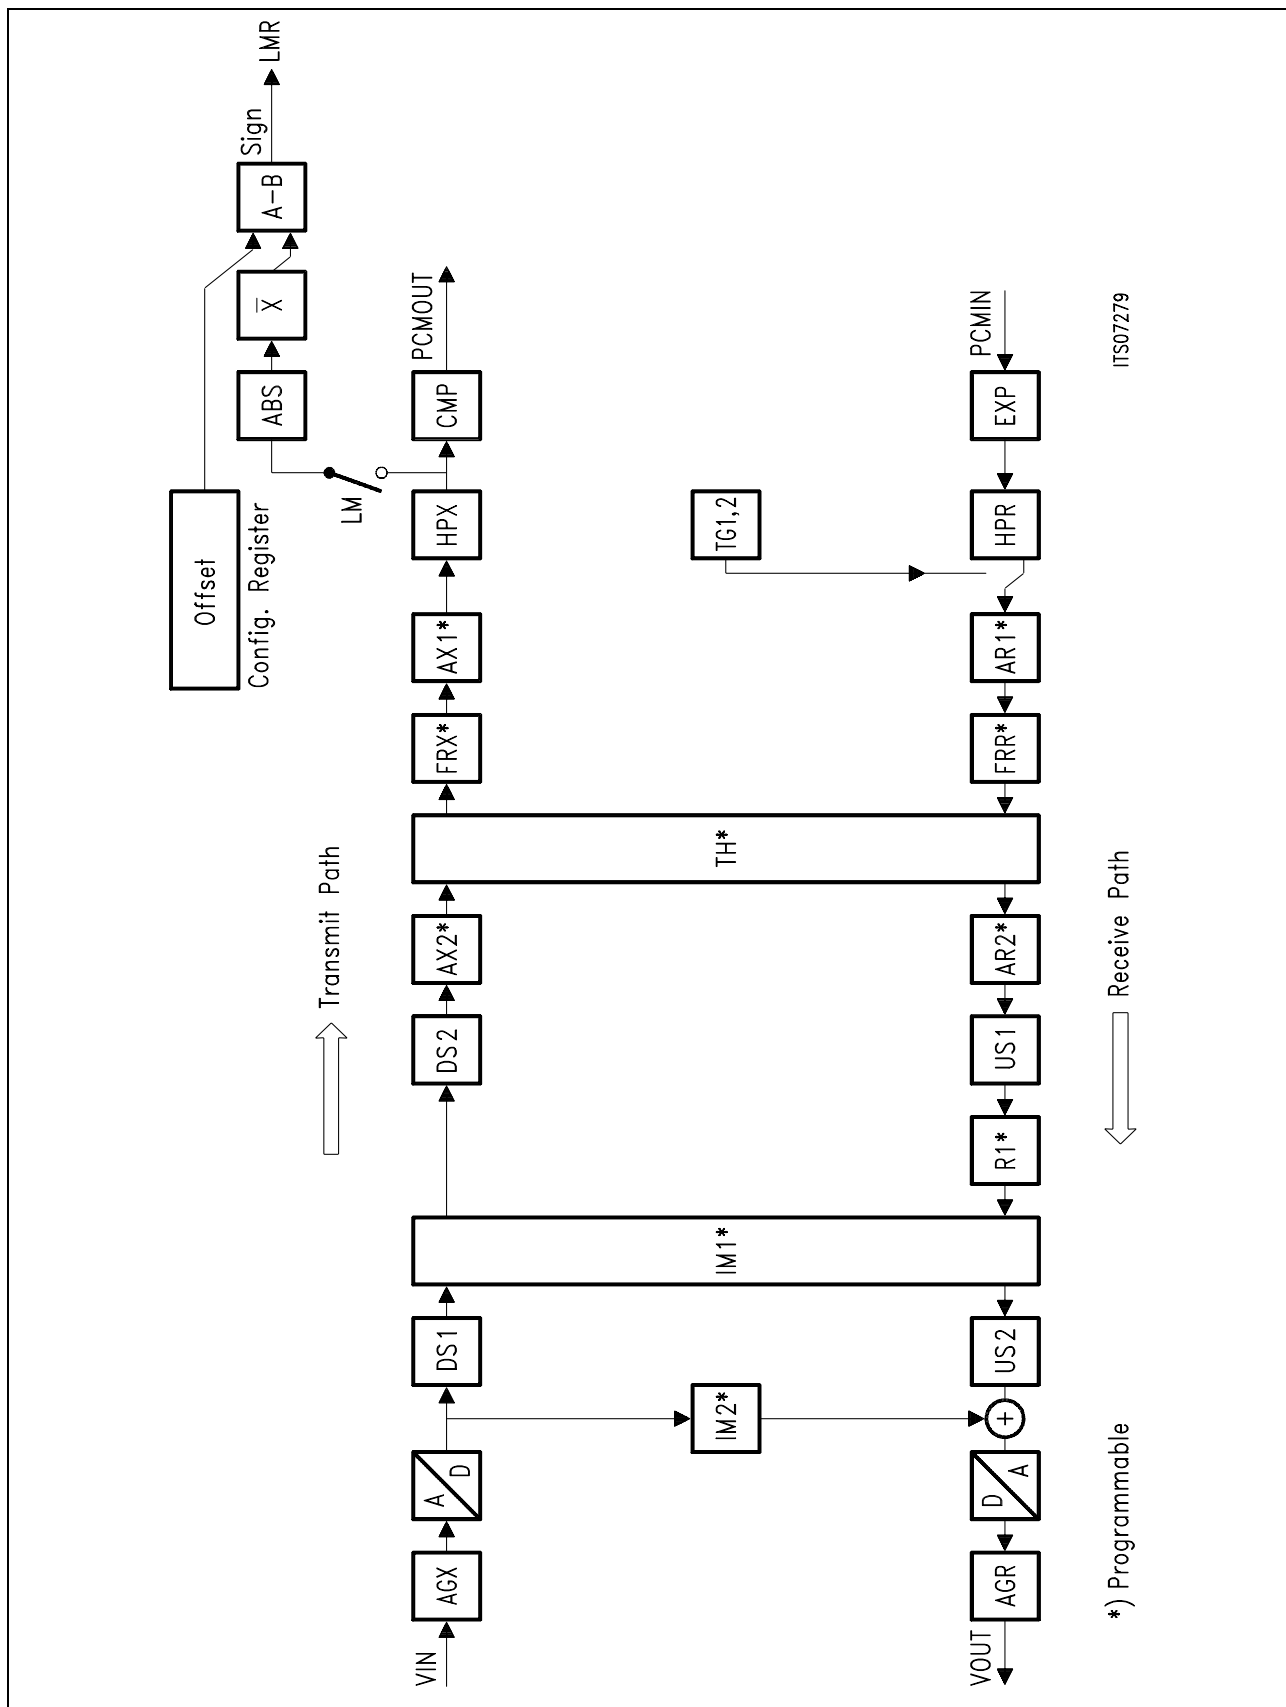 Offset
Config. Register
ABS
X̅
A-B
Sign
LMR
LM
Transmit Path
VIN
AGX
A
D
DS1
DS2
AX2*
FRX*
AX1*
HPX
CMP
PCMOUT
IM2*
IM1*
TH*
TG1,2
VOUT
AGR
D
A
+
US2
R1*
US1
AR2*
FRR*
AR1*
HPR
EXP
PCMIN
Receive Path
*) Programmable
ITS07279